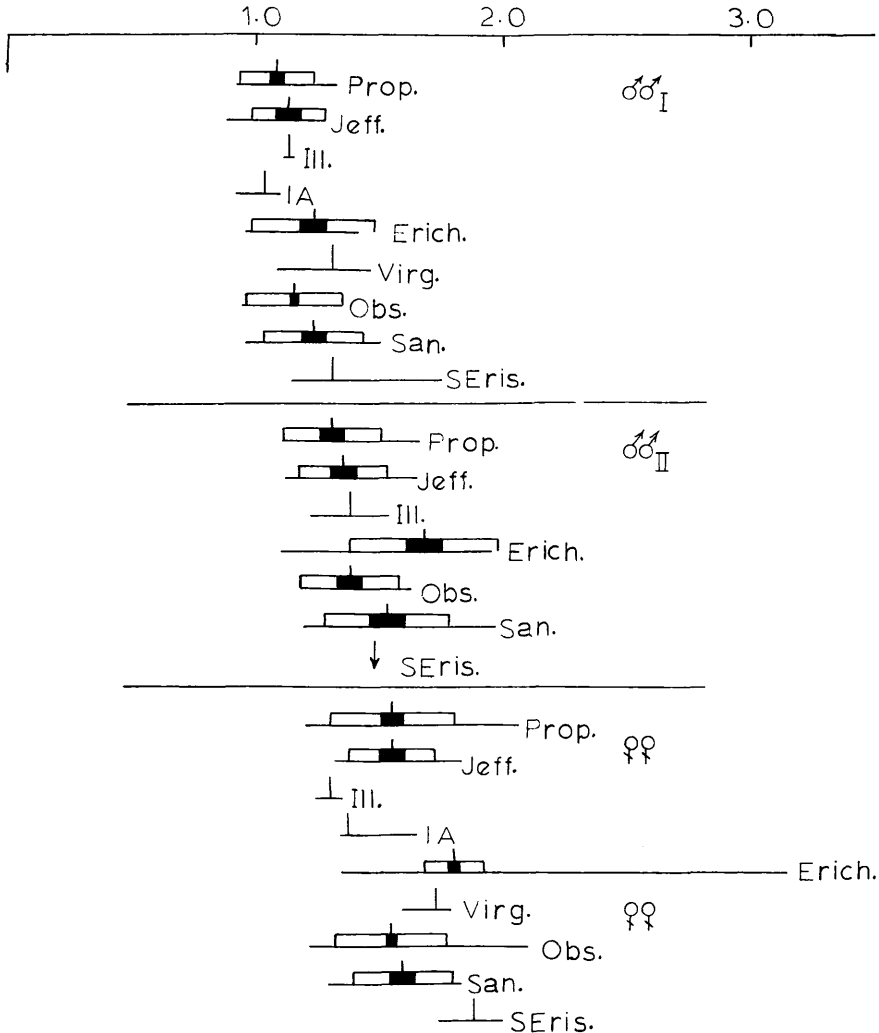 1.0 2.0 3.0
Prop. ♂♂I
Jeff.
Ill.
IA
Erich.
Virg.
Obs.
San.
SEris.
Prop. ♂♂II
Jeff.
Ill.
Erich.
Obs.
San.
SEris.
Prop.
♀♀
Jeff.
Ill.
IA
Erich.
Virg. ♀♀
Obs.
San.
SEris.